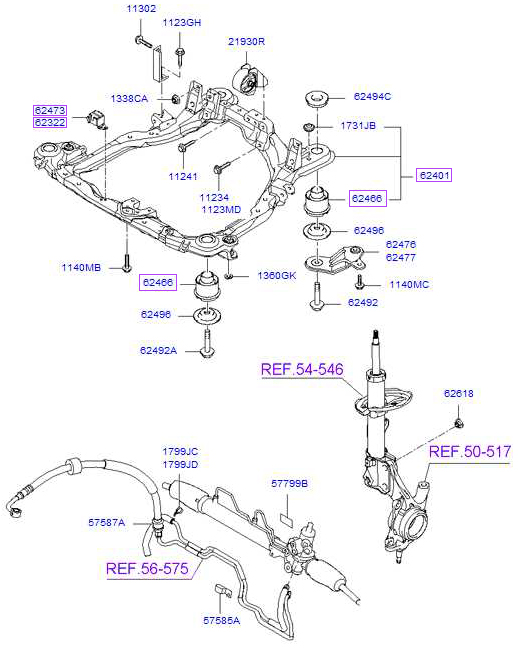 11302
1123GH
21930R
1338CA
62494C
62473
62322
1731JB
11241
62401
11234
1123MD
62466
62496
62476
62477
1140MB
62466
1360GK
1140MC
62496
62492
62492A
REF.54-546
62618
REF.50-517
1799JC
1799JD
57799B
57587A
REF.56-575
57585A